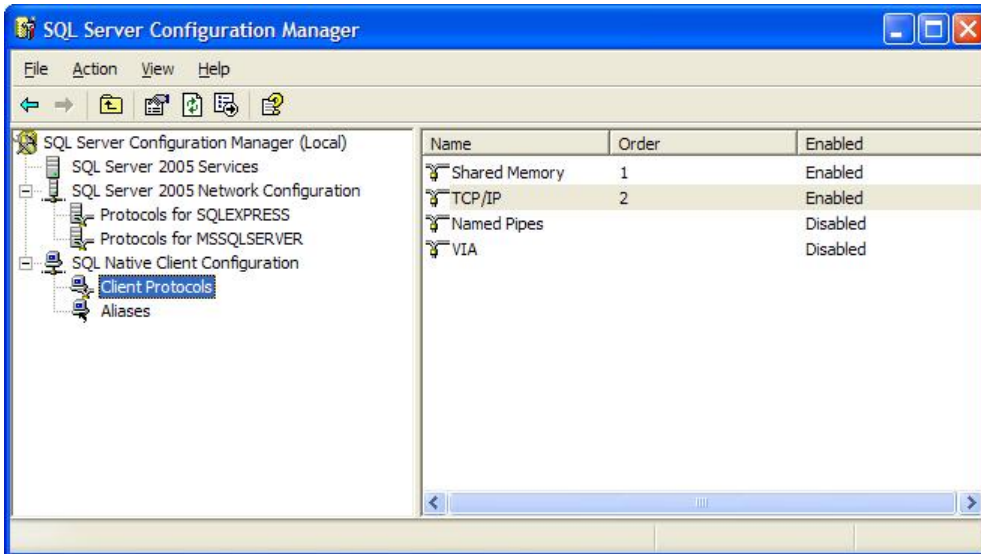 SQL Server Configuration Manager
File Action View Help
SQL Server Configuration Manager (Local)
SQL Server 2005 Services
SQL Server 2005 Network Configuration
Protocols for SQLEXPRESS
Protocols for MSSQLSERVER
SQL Native Client Configuration
Client Protocols
Aliases
Name Order Enabled
Shared Memory 1 Enabled
TCP/IP 2 Enabled
Named Pipes Disabled
VIA Disabled